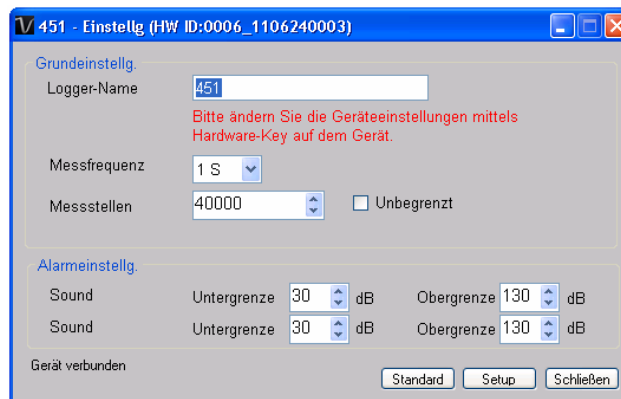 451 - Einstellg (HW ID:0006_1106240003)
Grundeinstellg.
Logger-Name 451
Bitte ändern Sie die Geräteeinstellungen mittels
Hardware-Key auf dem Gerät.
Messfrequenz 1 S
Messstellen 40000 Unbegrenzt
Alarmeinstellg.
Sound Untergrenze 30 dB Obergrenze 130 dB
Sound Untergrenze 30 dB Obergrenze 130 dB
Gerät verbunden
Standard Setup Schließen